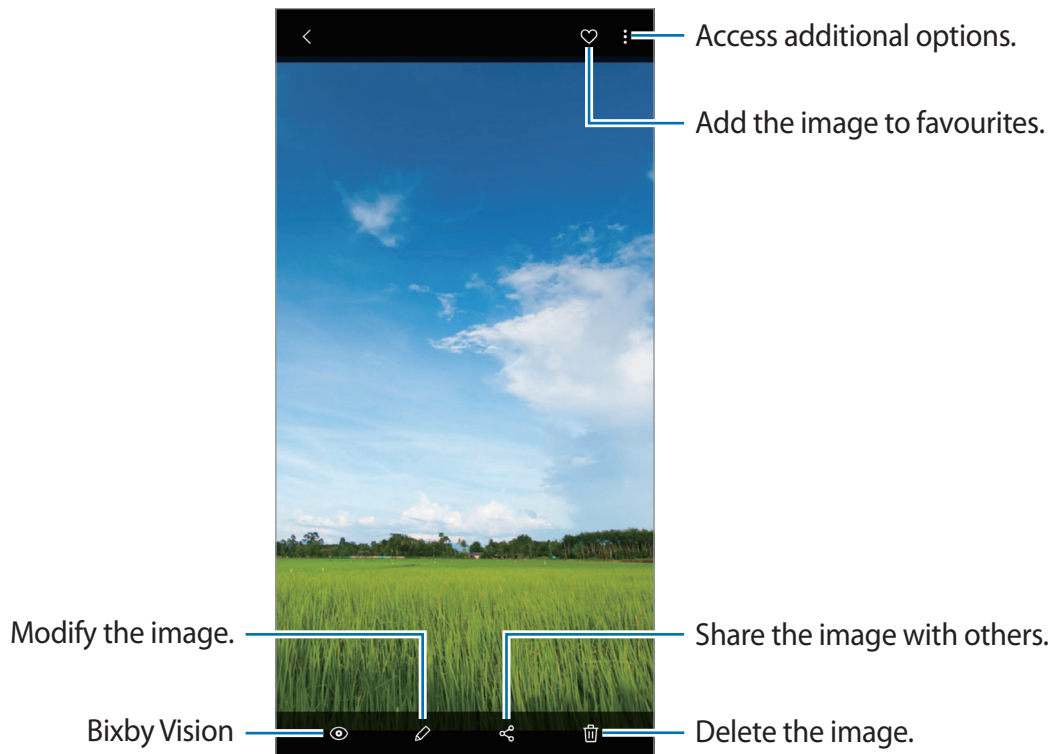 Access additional options.
Add the image to favourites.
Modify the image.
Share the image with others.
Bixby Vision
Delete the image.